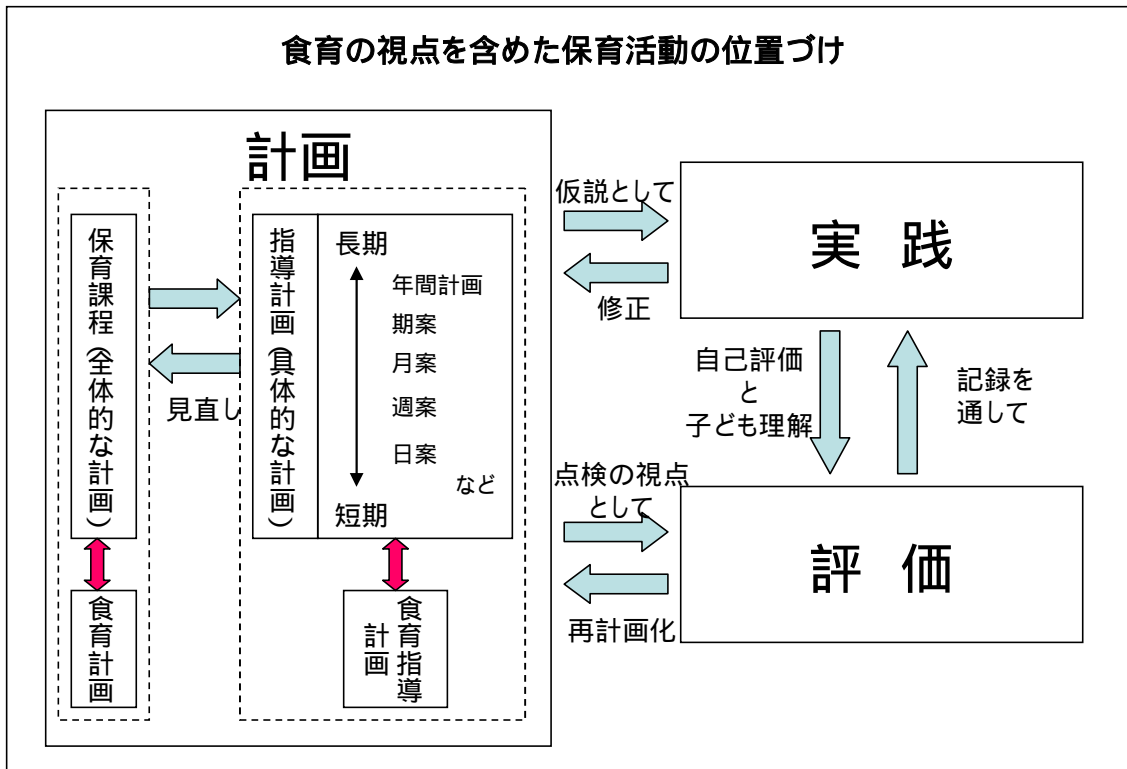 食育の視点を含めた保育活動の位置づけ
計画
保育課程(全体的な計画)
見直し
指導計画(具体的な計画)
長期
年間計画
期案
月案
週案
日案
など
短期
食育計画
食育指導
計画
仮説として
修正
実 践
自己評価
と
子ども理解
記録を
通して
点検の視点
として
再計画化
評 価